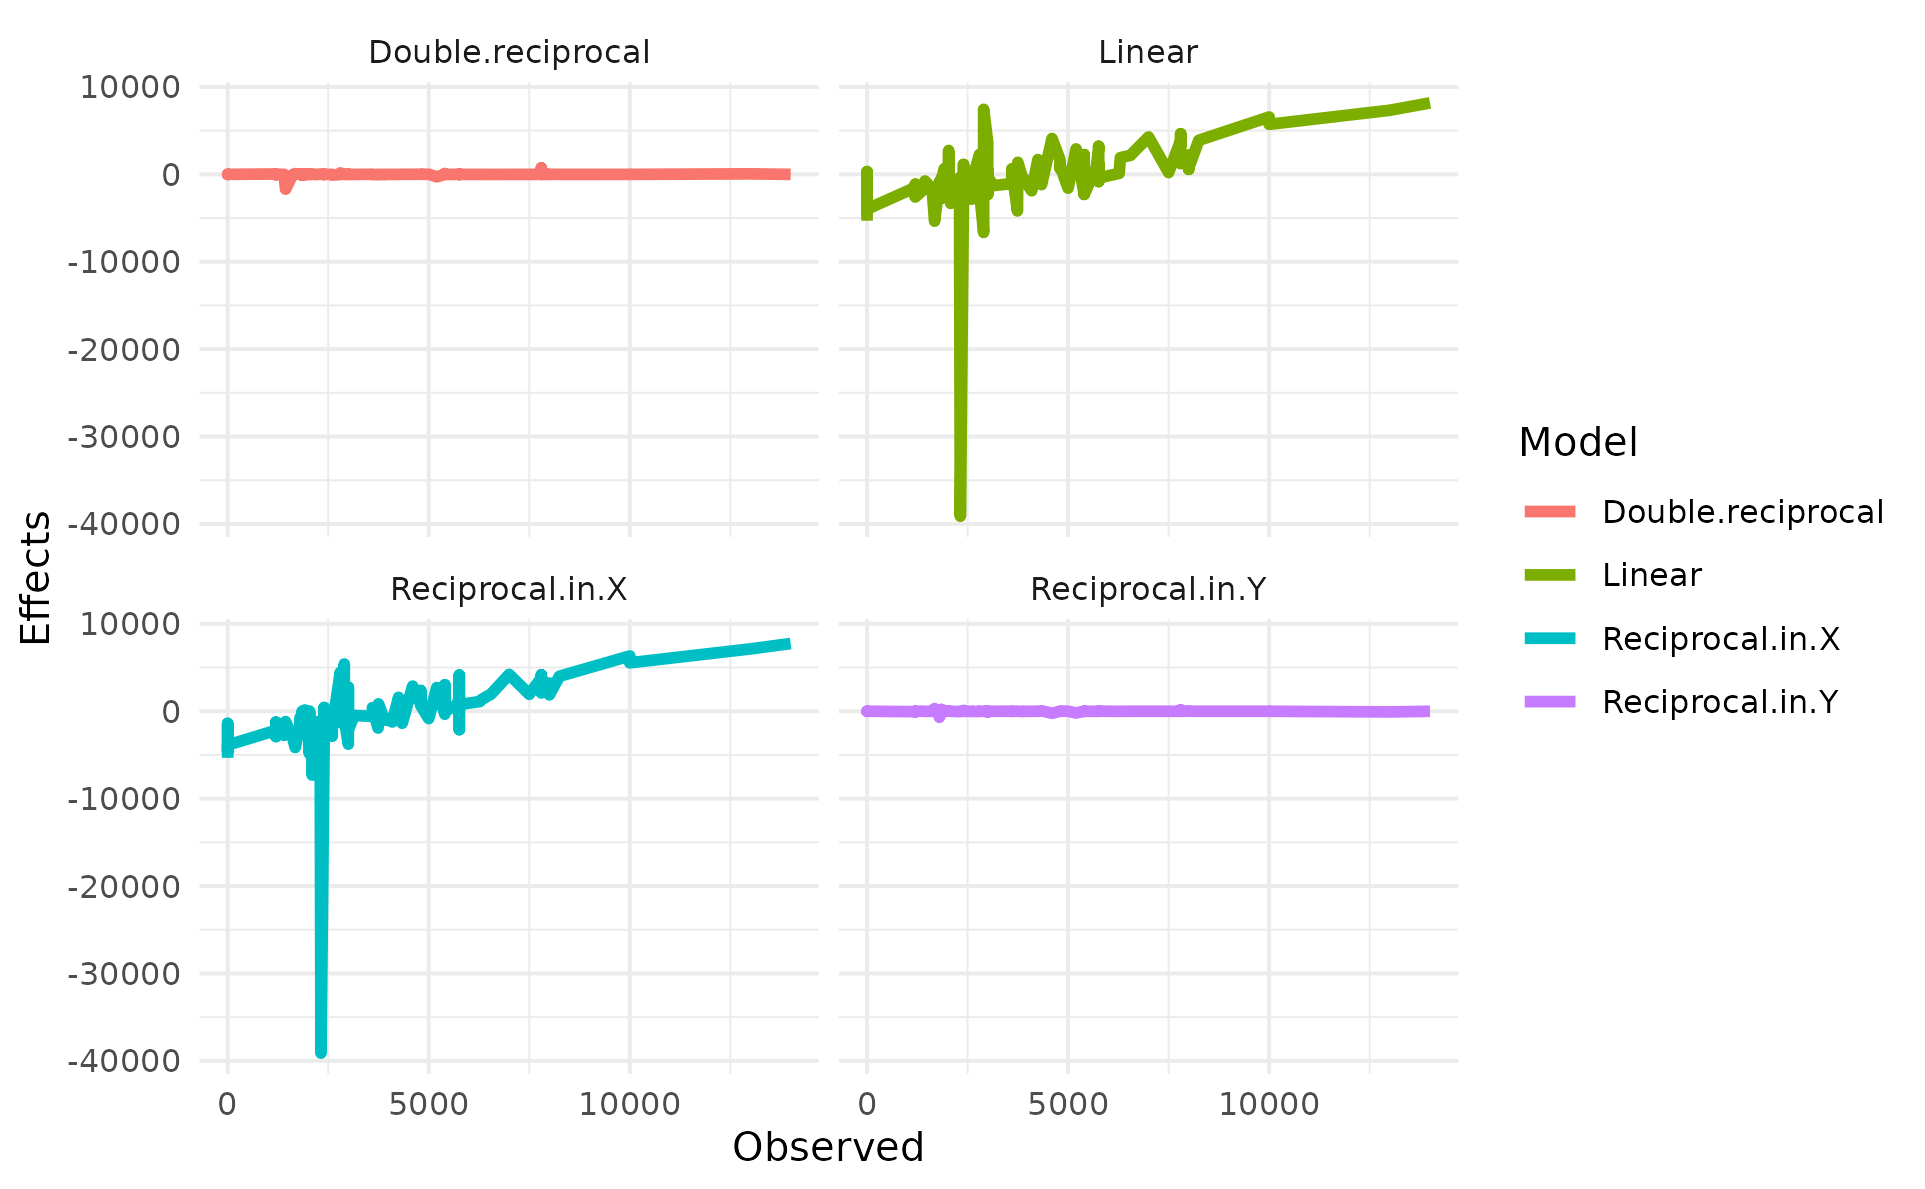 Double.reciprocal
Linear
10000
0
-10000
-20000
-30000
-40000
Reciprocal.in.X
Reciprocal.in.Y
10000
0
-10000
-20000
-30000
-40000
0 5000 10000
0 5000 10000
Observed
Effects
Model
Double.reciprocal
Linear
Reciprocal.in.X
Reciprocal.in.Y